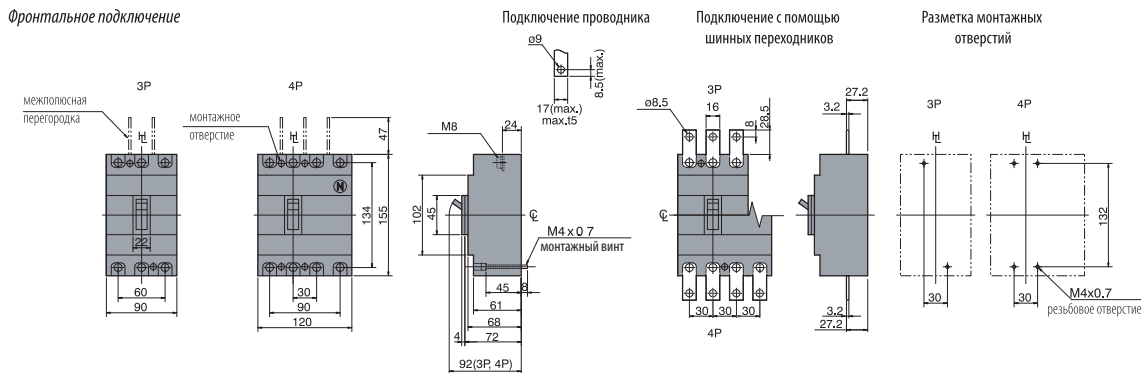 Фронтальное подключение
Подключение проводника
Подключение с помощью
шинных переходников
Разметка монтажных
отверстий
ø9
8.5(max.)
17(max.)
max.t5
3P
4P
межполюсная
перегородка
монтажное
отверствие
47
134
155
22
60
90
30
90
120
M8
24
102
45
M4x0 7
монтажный винт
45
8
61
68
4
72
92(3P, 4P)
3P
ø8.5
16
8
28.5
30
30
30
4P
27.2
3.2
3.2
27.2
3P
4P
132
30
30
M4x0.7
резьбовое отверстие